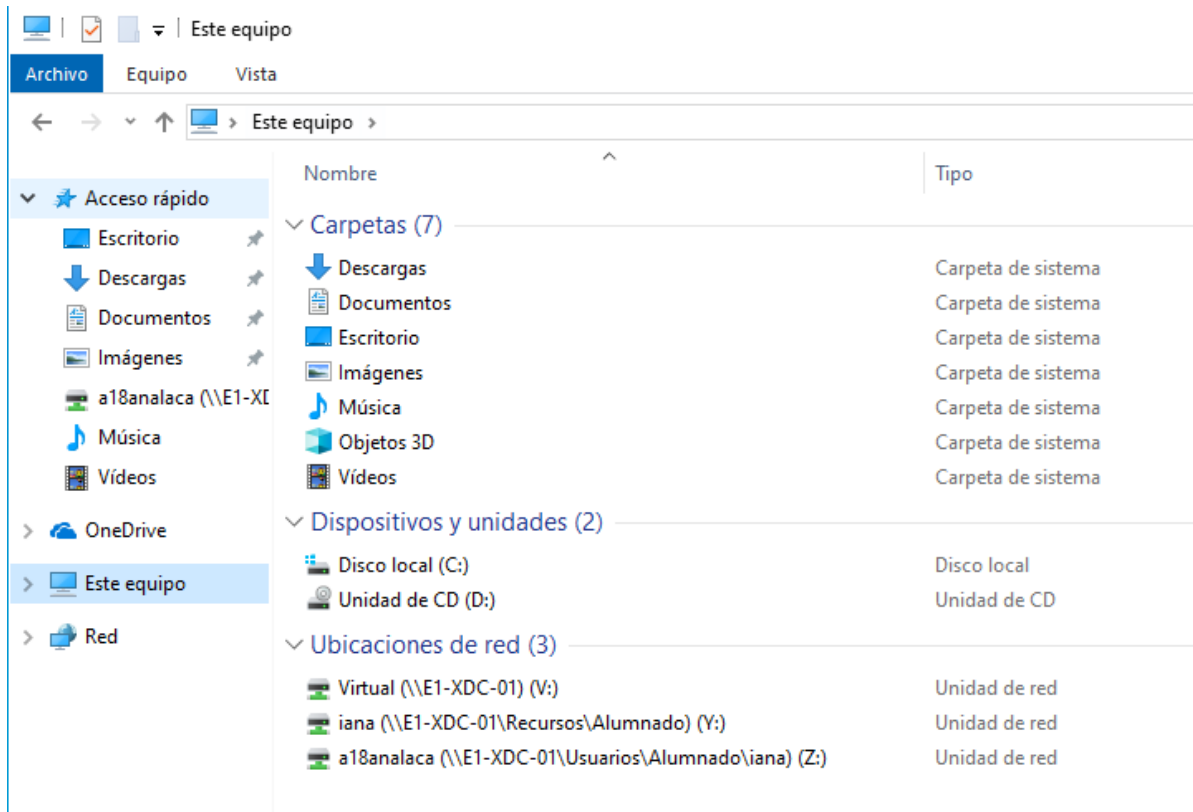 Este equipo
Archivo Equipo Vista
Este equipo
Nombre Tipo
Acceso rápido
Escritorio
Descargas
Documentos
Imágenes
a18analaca (\\E1-XD
Música
Vídeos
OneDrive
Este equipo
Red
Carpetas (7)
Descargas Carpeta de sistema
Documentos Carpeta de sistema
Escritorio Carpeta de sistema
Imágenes Carpeta de sistema
Música Carpeta de sistema
Objetos 3D Carpeta de sistema
Vídeos Carpeta de sistema
Dispositivos y unidades (2)
Disco local (C:) Disco local
Unidad de CD (D:) Unidad de CD
Ubicaciones de red (3)
Virtual (\\E1-XDC-01) (V:) Unidad de red
iana (\\E1-XDC-01\Recursos\Alumnado) (Y:) Unidad de red
a18analaca (\\E1-XDC-01\Usuarios\Alumnado\iana) (Z:) Unidad de red